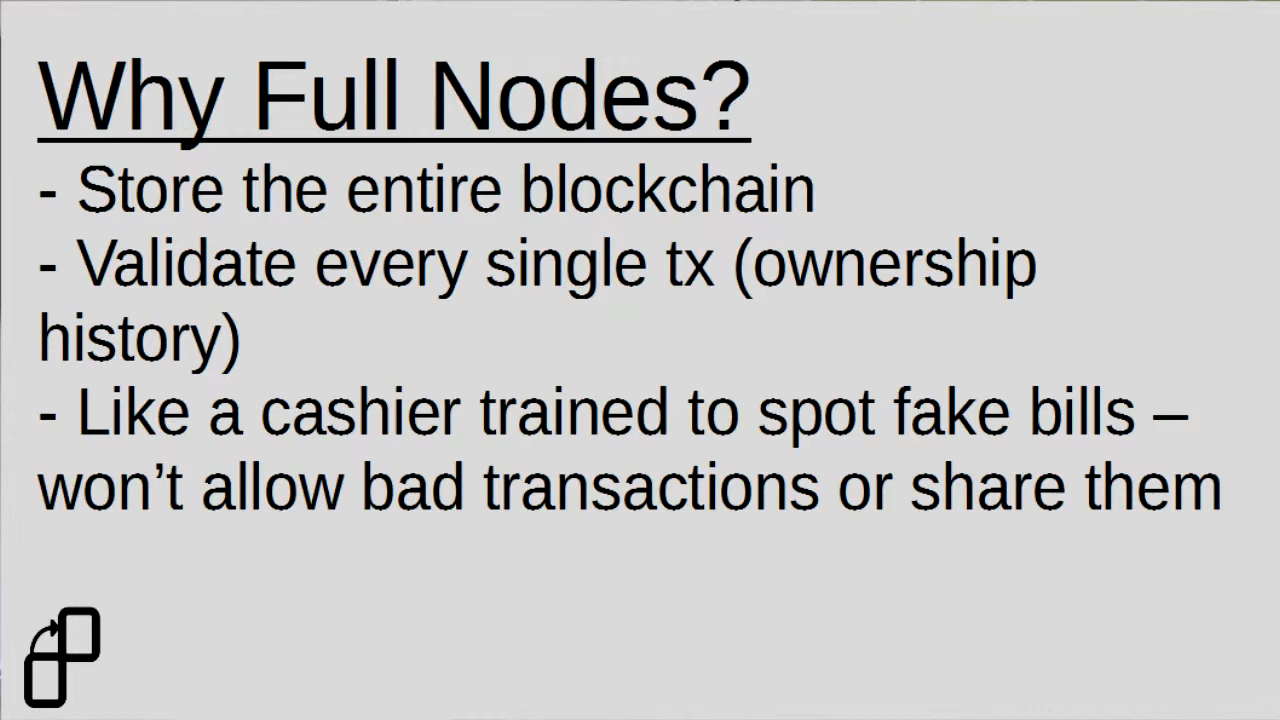 Why Full Nodes?
- Store the entire blockchain
- Validate every single tx (ownership
history)
- Like a cashier trained to spot fake bills –
won’t allow bad transactions or share them